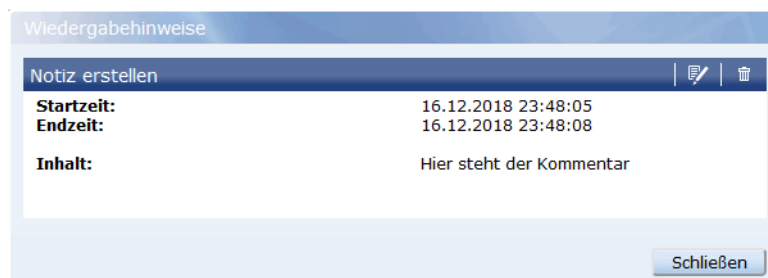 Wiedergabehinweise
Notiz erstellen
Startzeit: 16.12.2018 23:48:05
Endzeit: 16.12.2018 23:48:08
Inhalt: Hier steht der Kommentar
Schließen